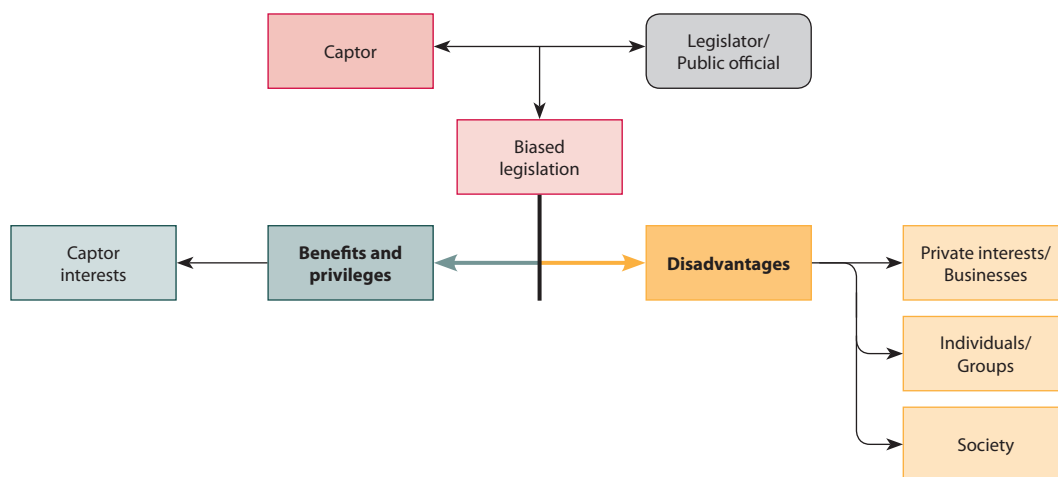 Captor
Legislator/
Public official
Biased
legislation
Captor
interests
Benefits and
privileges
Disadvantages
Private interests/
Businesses
Individuals/
Groups
Society